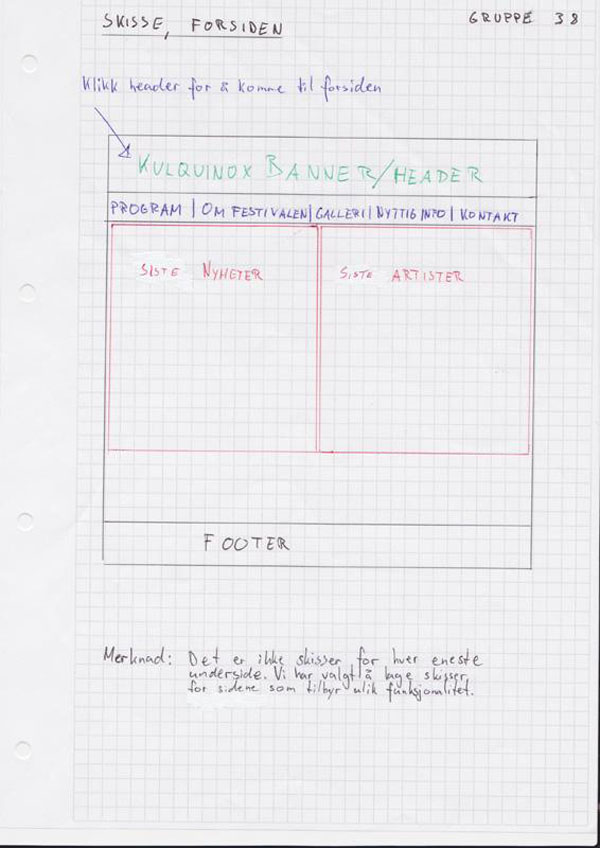 SKISSE, FORSIDEN
GRUPPE 38
Klikk header for å komme til forsiden
KULQUINOX BANNER/HEADER
PROGRAM | OM FESTIVALEN | GALLERI | NYTTIG INFO | KONTAKT
SISTE NYHETER
SISTE ARTISTER
FOOTER
Merknad: Det er ikke skisser for hver eneste
underside. Vi har valgt å lage skisser
for sidene som tilbyr ulik funksjonalitet.